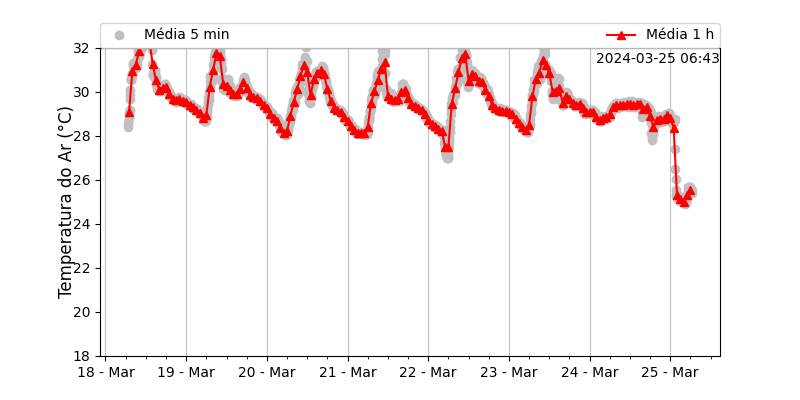 Média 5 min
Média 1 h
2024-03-25 06:43
Temperatura do Ar (°C)
32
30
28
26
24
22
20
18
18 - Mar
19 - Mar
20 - Mar
21 - Mar
22 - Mar
23 - Mar
24 - Mar
25 - Mar